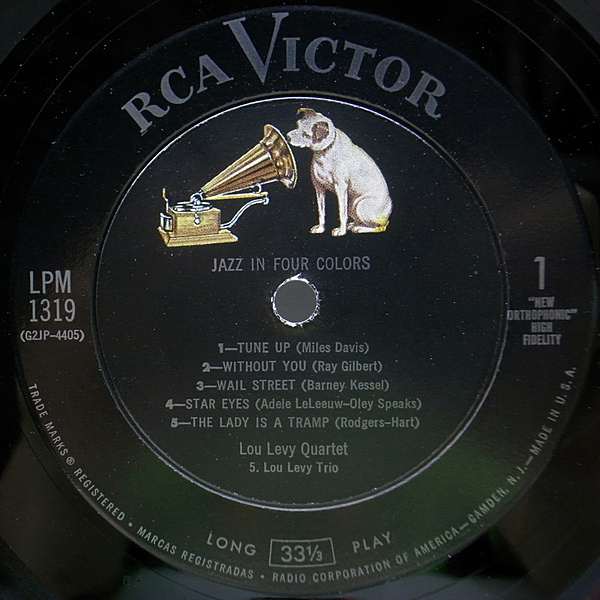 RCA VICTOR
JAZZ IN FOUR COLORS
LPM
1319
(G2JP-4405)
1
"NEW
ORTHOPHONIC"
HIGH
FIDELITY
1—TUNE UP (Miles Davis)
2—WITHOUT YOU (Ray Gilbert)
3—WAIL STREET (Barney Kessel)
4—STAR EYES (Adele LeLeeuw-Oley Speaks)
5—THE LADY IS A TRAMP (Rodgers-Hart)
Lou Levy Quartet
5. Lou Levy Trio
LONG 33⅓ PLAY
TRADE MARKS ® REGISTERED • MARCAS REGISTRADAS • RADIO CORPORATION OF AMERICA—CAMDEN, N. J.—MADE IN U.S.A.